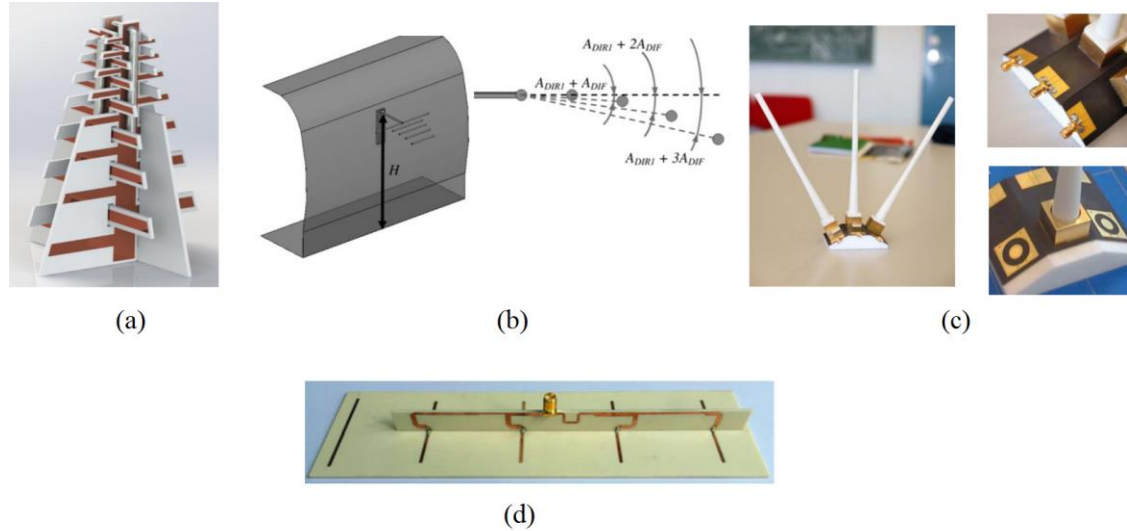 A_DIR1 + 2A_DIF
A_DIR1 + A_DIF
H
A_DIR1 + 3A_DIF
(a)
(b)
(c)
(d)